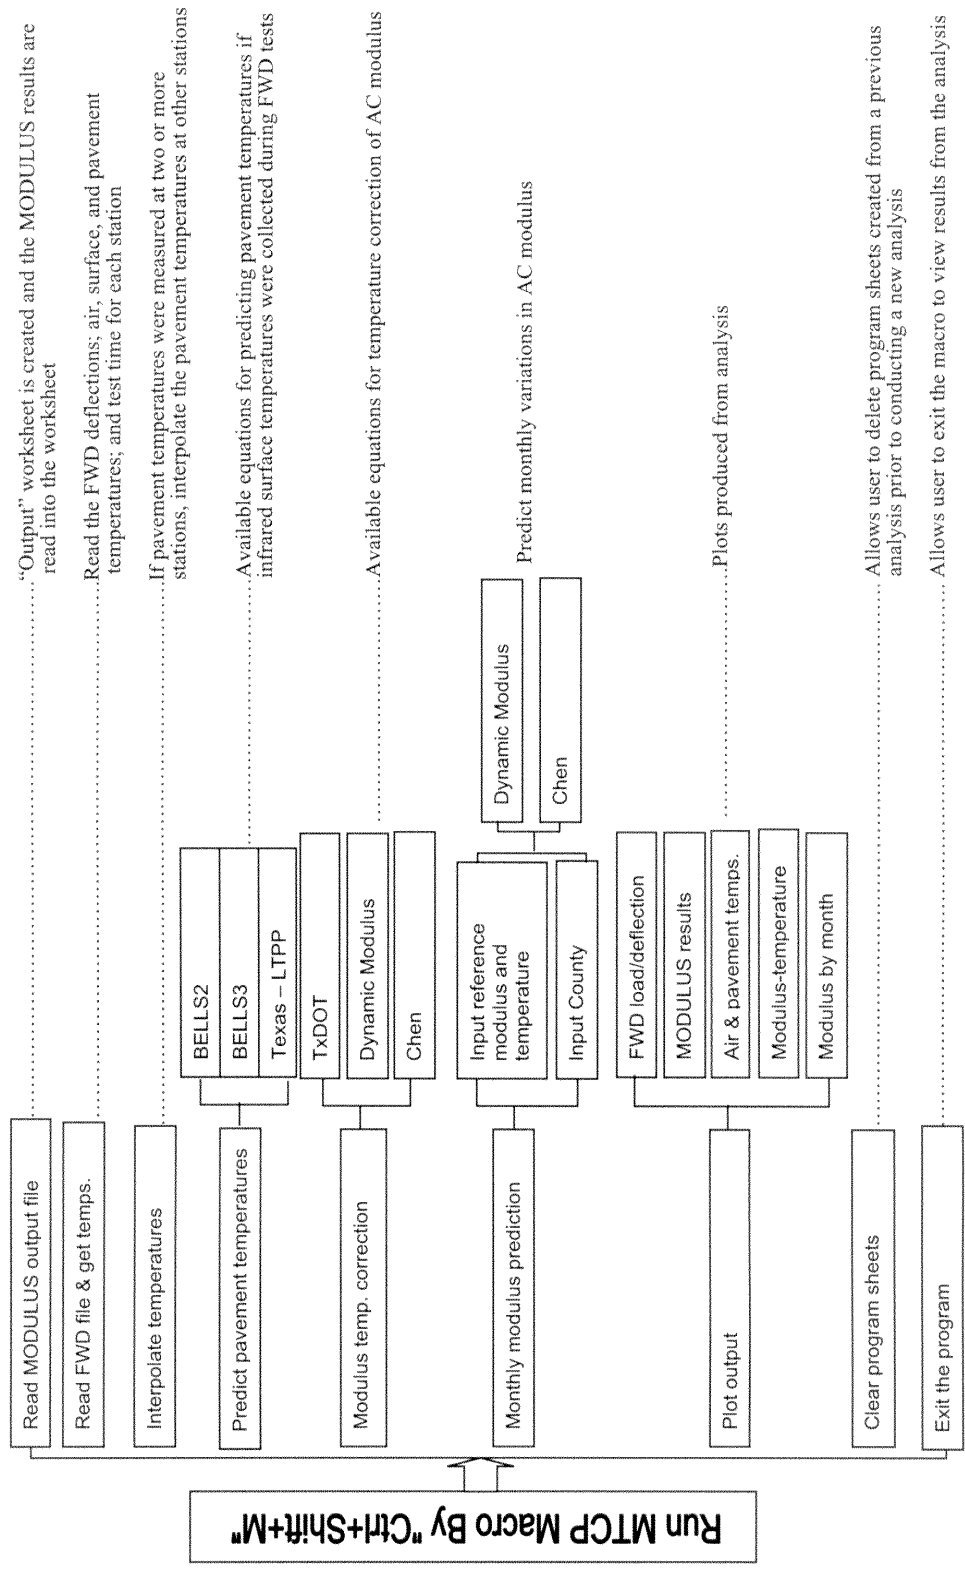 Run MTCP Macro By "Ctrl+Shift+M"
Read MODULUS output file
“Output” worksheet is created and the MODULUS results are
read into the worksheet
Read FWD file & get temps.
Read the FWD deflections; air, surface, and pavement
temperatures; and test time for each station
Interpolate temperatures
If pavement temperatures were measured at two or more
stations, interpolate the pavement temperatures at other stations
Predict pavement temperatures
BELLS2
BELLS3
Texas – LTPP
Available equations for predicting pavement temperatures if
infrared surface temperatures were collected during FWD tests
Modulus temp. correction
TxDOT
Dynamic Modulus
Chen
Available equations for temperature correction of AC modulus
Monthly modulus prediction
Input reference
modulus and
temperature
Input County
Dynamic Modulus
Chen
Predict monthly variations in AC modulus
Plot output
FWD load/deflection
MODULUS results
Air & pavement temps.
Modulus-temperature
Modulus by month
Plots produced from analysis
Clear program sheets
Allows user to delete program sheets created from a previous
analysis prior to conducting a new analysis
Exit the program
Allows user to exit the macro to view results from the analysis